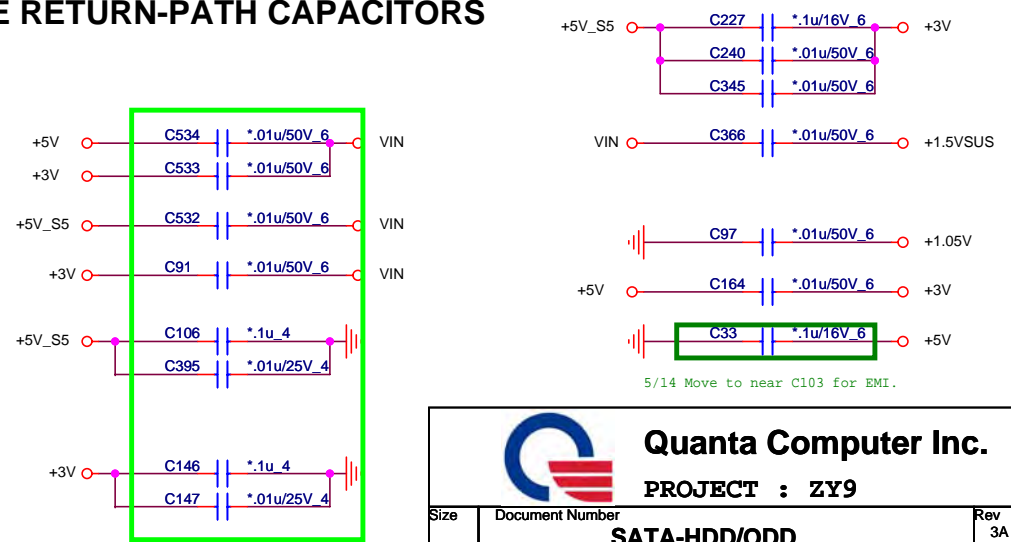 E RETURN-PATH CAPACITORS
+5V C534 *.01u/50V_6 VIN
+3V C533 *.01u/50V_6
+5V_S5 C532 *.01u/50V_6 VIN
+3V C91 *.01u/50V_6 VIN
+5V_S5 C106 *.1u_4
C395 *.01u/25V_4
+3V C146 *.1u_4
C147 *.01u/25V_4
+5V_S5 C227 *.1u/16V_6 +3V
C240 *.01u/50V_6
C345 *.01u/50V_6
VIN C366 *.01u/50V_6 +1.5VSUS
C97 *.01u/50V_6 +1.05V
+5V C164 *.01u/50V_6 +3V
C33 *.1u/16V_6 +5V
5/14 Move to near C103 for EMI.
Quanta Computer Inc.
PROJECT : ZY9
Size Document Number Rev
SATA-HDD/ODD 3A